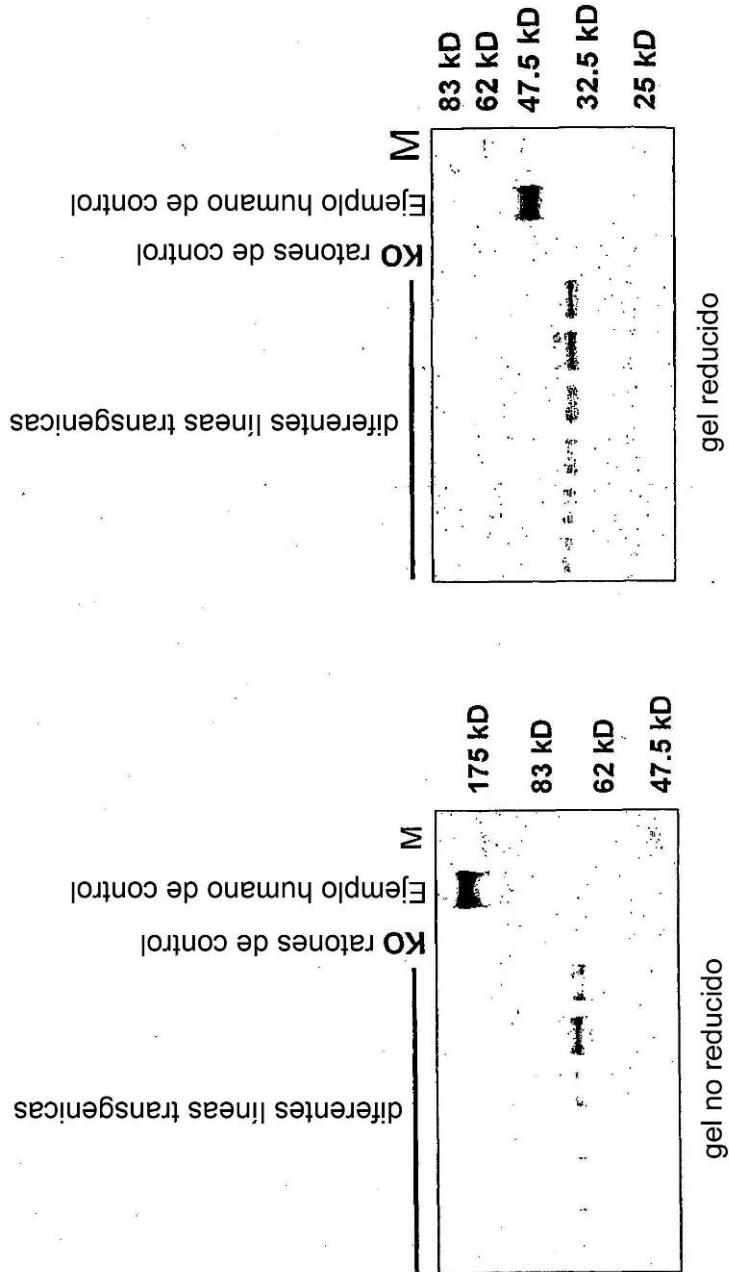 83 kD
62 kD
47.5 kD
32.5 kD
25 kD
M
Ejemplo humano de control
KO ratones de control
diferentes líneas transgenicas
gel reducido
175 kD
83 kD
62 kD
47.5 kD
M
Ejemplo humano de control
KO ratones de control
diferentes líneas transgenicas
gel no reducido